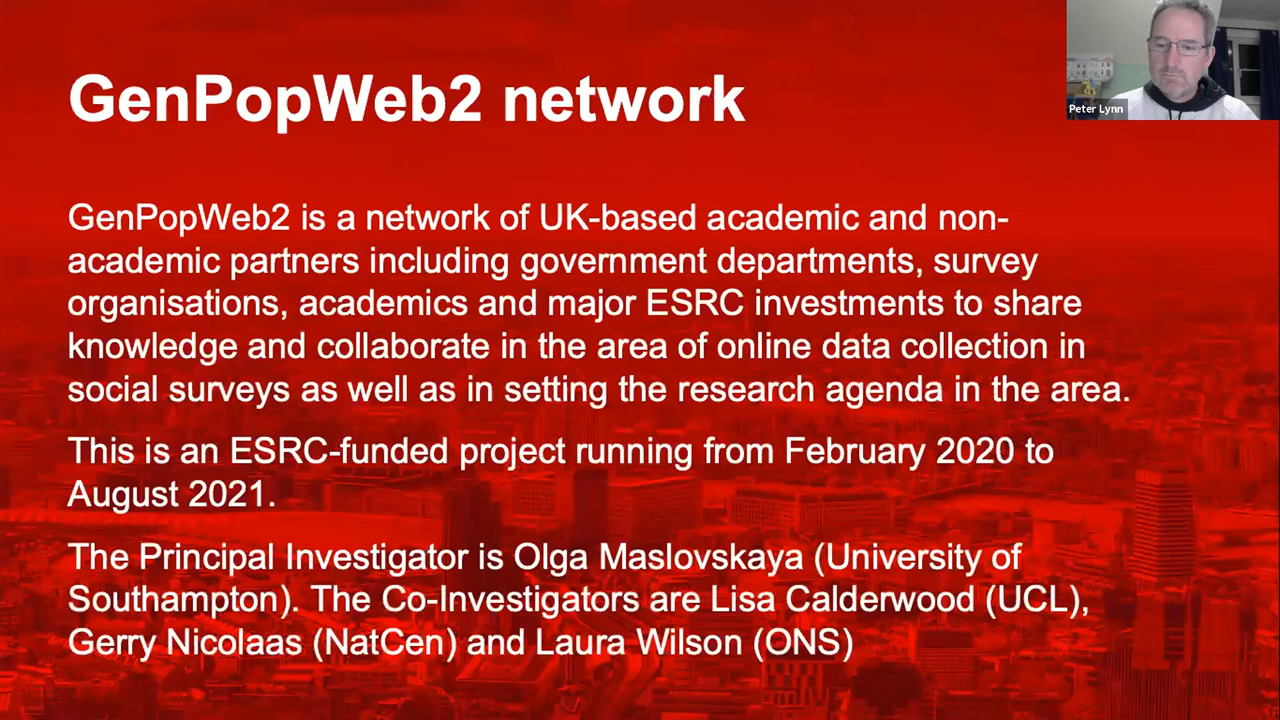 GenPopWeb2 network
Peter Lynn
GenPopWeb2 is a network of UK-based academic and non-
academic partners including government departments, survey
organisations, academics and major ESRC investments to share
knowledge and collaborate in the area of online data collection in
social surveys as well as in setting the research agenda in the area.
This is an ESRC-funded project running from February 2020 to
August 2021.
The Principal Investigator is Olga Maslovskaya (University of
Southampton). The Co-Investigators are Lisa Calderwood (UCL),
Gerry Nicolaas (NatCen) and Laura Wilson (ONS)